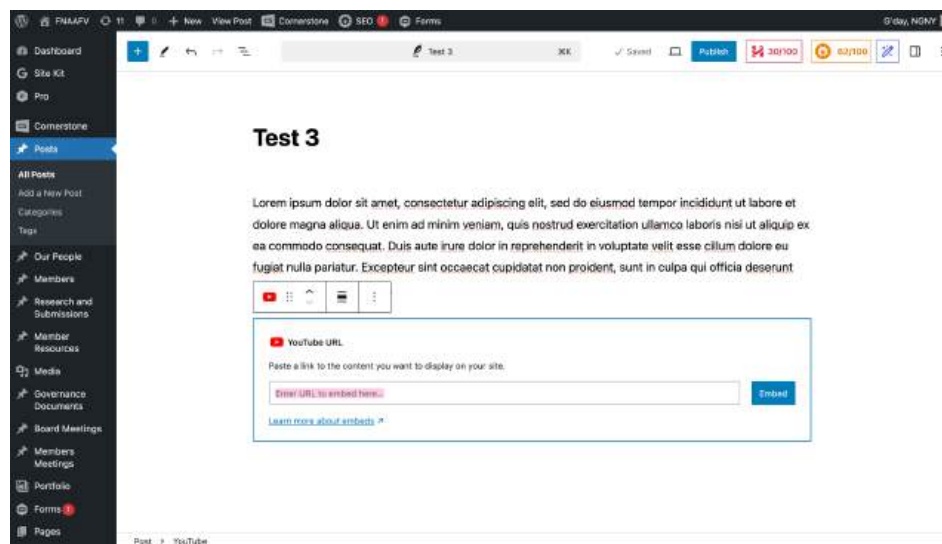 FNAAFV 11 0 + New View Post Cornerstone SEO Forms G'day, NGNY
Test 3 ⌘K Saved Publish 30/100 62/100
Dashboard
Site Kit
Pro
Cornerstone
Posts
All Posts
Add a New Post
Categories
Tags
Our People
Members
Research and
Submissions
Member
Resources
Media
Governance
Documents
Board Meetings
Members
Meetings
Portfolio
Forms 1
Pages
Test 3
Lorem ipsum dolor sit amet, consectetur adipiscing elit, sed do eiusmod tempor incididunt ut labore et
dolore magna aliqua. Ut enim ad minim veniam, quis nostrud exercitation ullamco laboris nisi ut aliquip ex
ea commodo consequat. Duis aute irure dolor in reprehenderit in voluptate velit esse cillum dolore eu
fugiat nulla pariatur. Excepteur sint occaecat cupidatat non proident, sunt in culpa qui officia deserunt
YouTube URL
Paste a link to the content you want to display on your site.
Enter URL to embed here... Embed
Learn more about embeds ↗
Post > YouTube